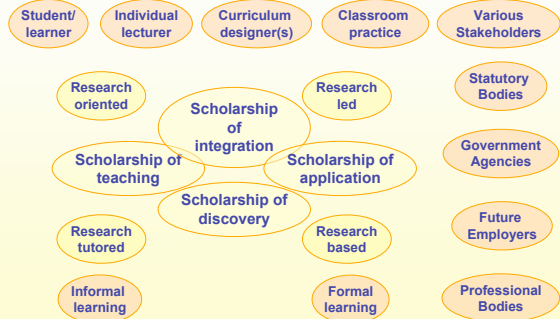 Student/
learner
Individual
lecturer
Curriculum
designer(s)
Classroom
practice
Various
Stakeholders
Research
oriented
Scholarship
of
integration
Research
led
Statutory
Bodies
Scholarship of
teaching
Scholarship of
application
Government
Agencies
Scholarship of
discovery
Research
tutored
Research
based
Future
Employers
Informal
learning
Formal
learning
Professional
Bodies